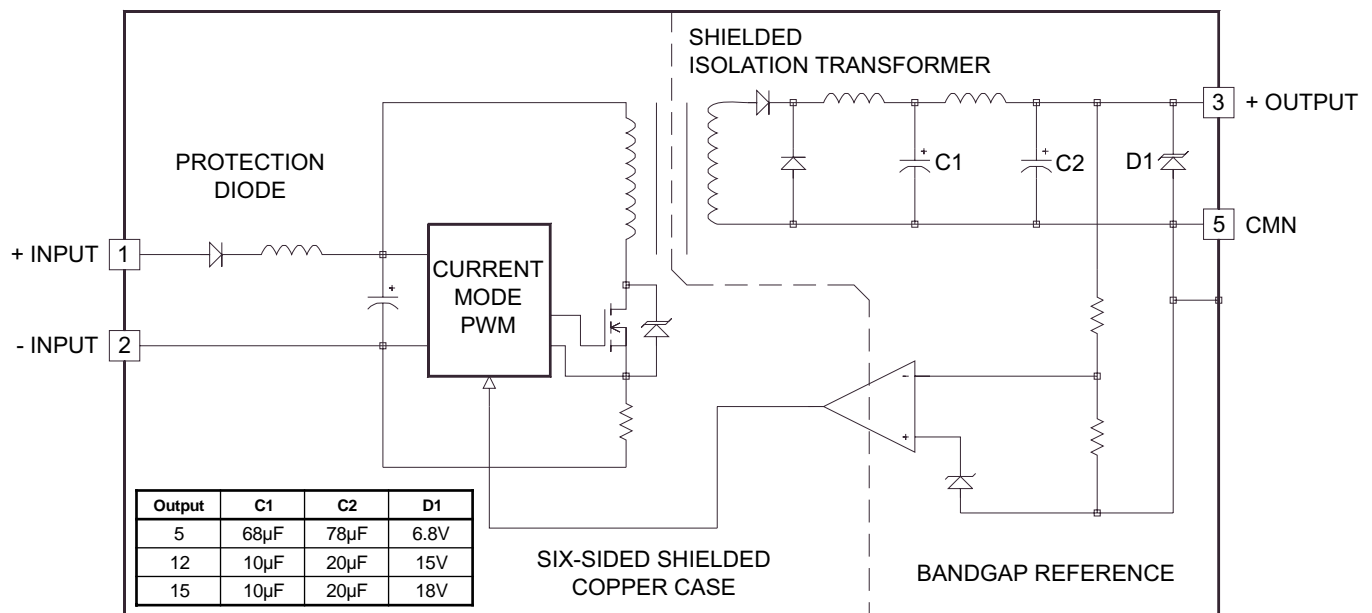 SHIELDED
ISOLATION TRANSFORMER
3 + OUTPUT
PROTECTION
DIODE
+
C1
+
C2
D1
5 CMN
+ INPUT 1
CURRENT
MODE
PWM
+
- INPUT 2
-
+
Output C1 C2 D1
5 68µF 78µF 6.8V
12 10µF 20µF 15V
15 10µF 20µF 18V
SIX-SIDED SHIELDED
COPPER CASE
BANDGAP REFERENCE